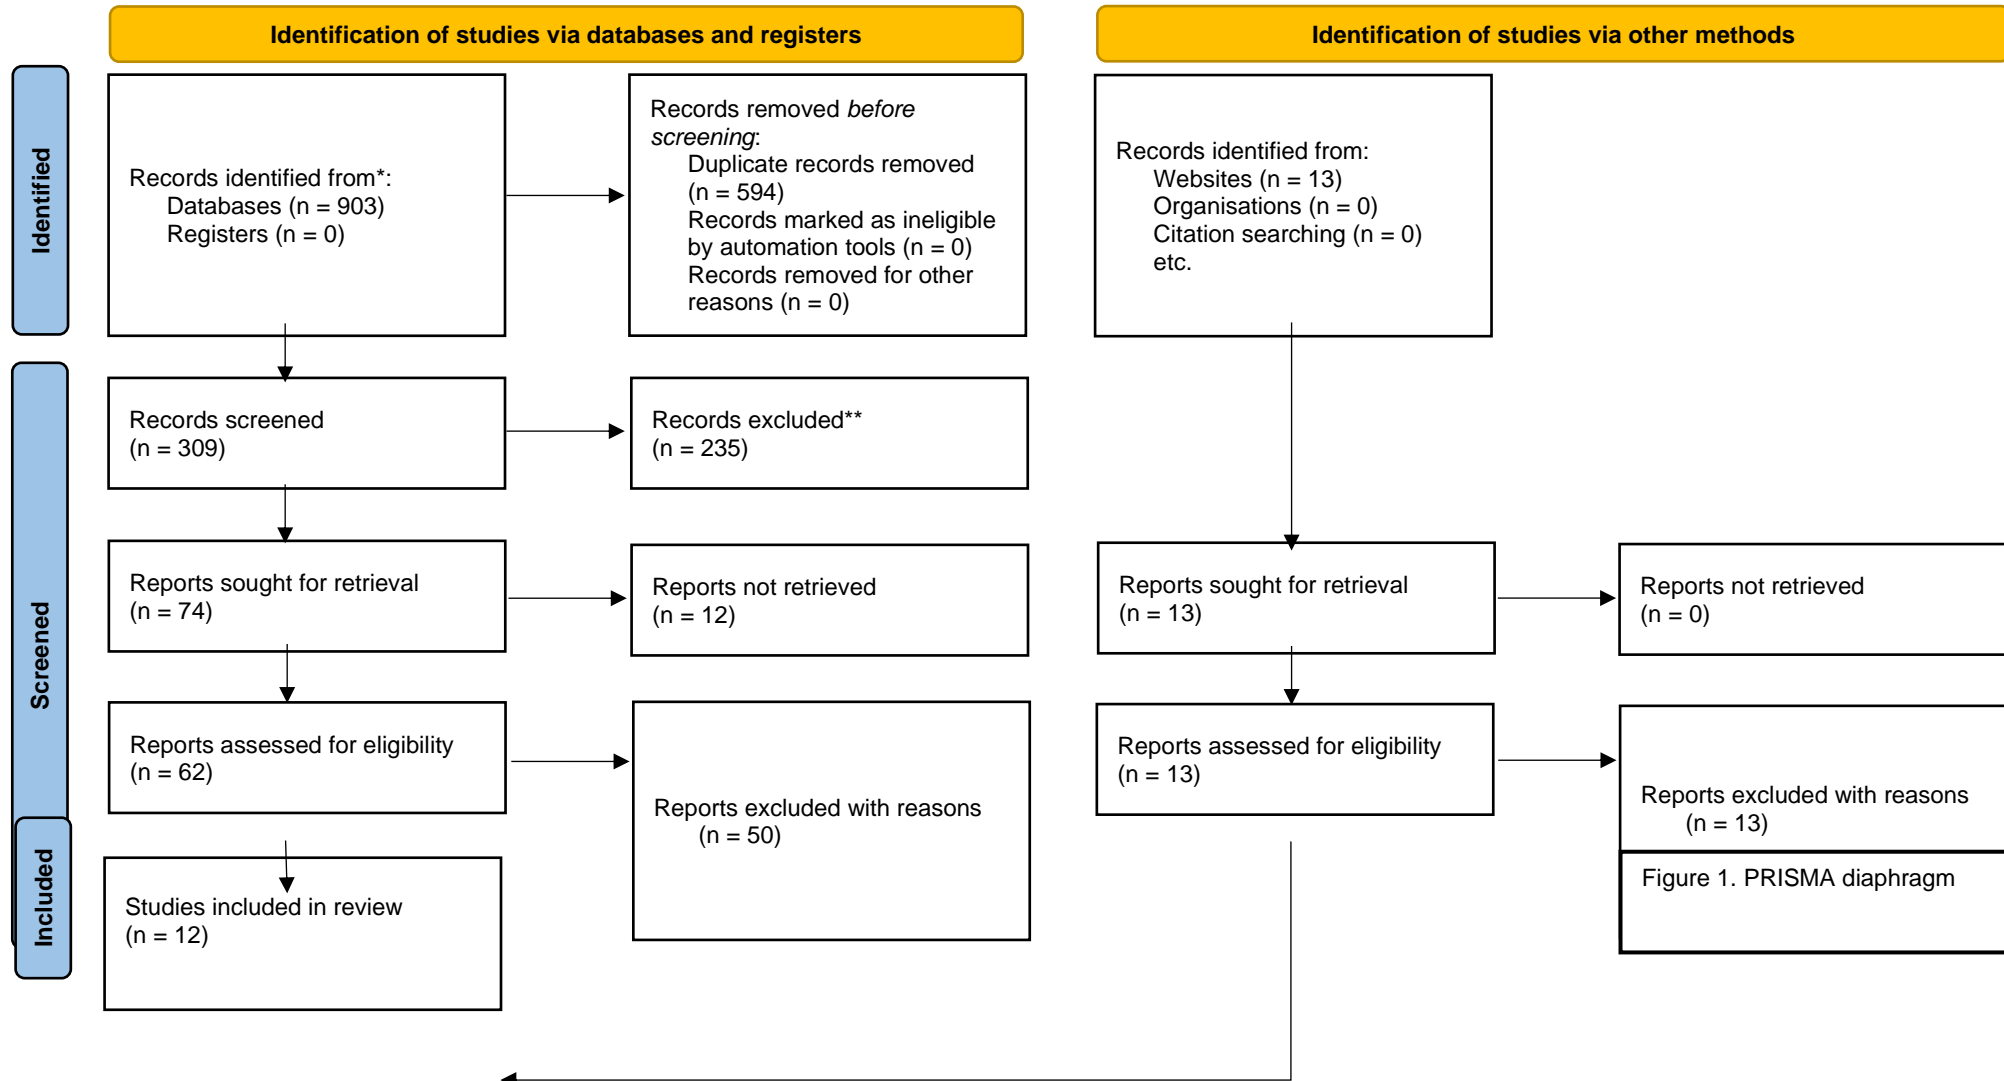 Identification of studies via databases and registers
Identification of studies via other methods
Identified
Records identified from*:
Databases (n = 903)
Registers (n = 0)
Records removed before
screening:
Duplicate records removed
(n = 594)
Records marked as ineligible
by automation tools (n = 0)
Records removed for other
reasons (n = 0)
Records identified from:
Websites (n = 13)
Organisations (n = 0)
Citation searching (n = 0)
etc.
Screened
Records screened
(n = 309)
Records excluded**
(n = 235)
Reports sought for retrieval
(n = 74)
Reports not retrieved
(n = 12)
Reports sought for retrieval
(n = 13)
Reports not retrieved
(n = 0)
Reports assessed for eligibility
(n = 62)
Reports excluded with reasons
(n = 50)
Reports assessed for eligibility
(n = 13)
Reports excluded with reasons
(n = 13)
Included
Studies included in review
(n = 12)
Figure 1. PRISMA diaphragm